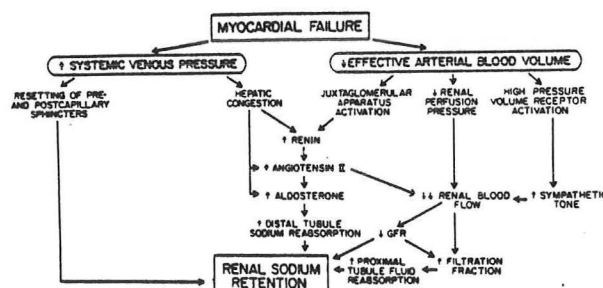 MYOCARDIAL FAILURE
↑ SYSTEMIC VENOUS PRESSURE
↓EFFECTIVE ARTERIAL BLOOD VOLUME
RESETTING OF PRE-
AND POSTCAPILLARY
SPHINCTERS
HEPATIC
CONGESTION
JUXTAGLOMERULAR
APPARATUS
ACTIVATION
↓ RENAL
PERFUSION
PRESSURE
HIGH PRESSURE
VOLUME RECEPTOR
ACTIVATION
↑ RENIN
↑ ANGIOTENSIN II
↑ ALDOSTERONE
↓↓ RENAL BLOOD
FLOW
↑ SYMPATHETIC
TONE
↑ DISTAL TUBULE
SODIUM REABSORPTION
↓ GFR
RENAL SODIUM
RETENTION
↑ PROXIMAL
TUBULE FLUID
REABSORPTION
↑ FILTRATION
FRACTION